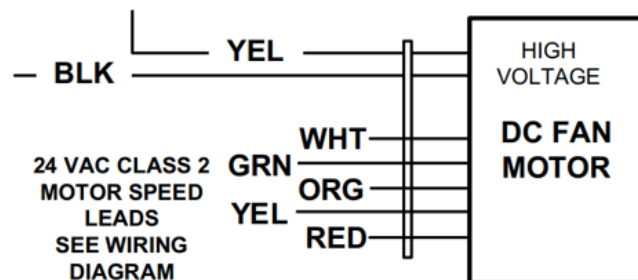 YEL
BLK
HIGH
VOLTAGE
DC FAN
MOTOR
WHT
GRN
ORG
YEL
RED
24 VAC CLASS 2
MOTOR SPEED
LEADS
SEE WIRING
DIAGRAM